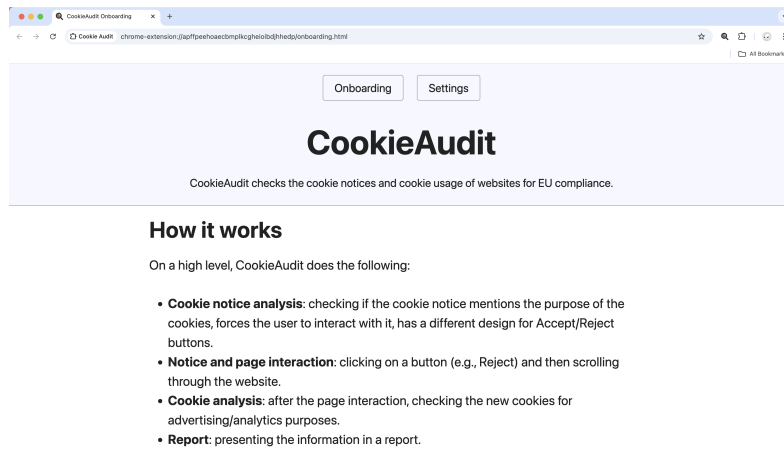 CookieAudit Onboarding
Cookie Audit chrome-extension://apffpeehoaecbmplkcgheiolbdjhhedp/onboarding.html
All Bookmark
Onboarding Settings
CookieAudit
CookieAudit checks the cookie notices and cookie usage of websites for EU compliance.
How it works
On a high level, CookieAudit does the following:
• Cookie notice analysis: checking if the cookie notice mentions the purpose of the
cookies, forces the user to interact with it, has a different design for Accept/Reject
buttons.
• Notice and page interaction: clicking on a button (e.g., Reject) and then scrolling
through the website.
• Cookie analysis: after the page interaction, checking the new cookies for
advertising/analytics purposes.
• Report: presenting the information in a report.